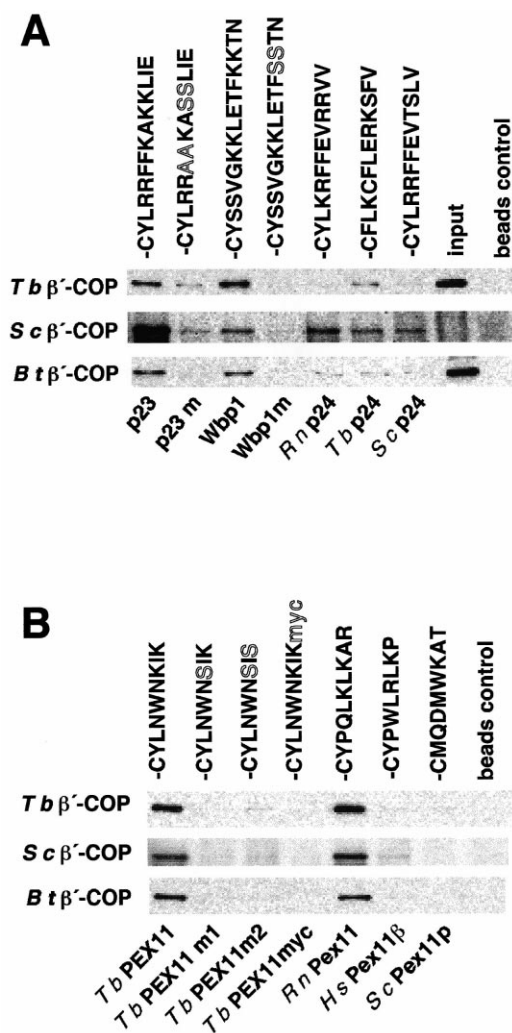 A
-CYLRRFFKAKKLIE
-CYLRRAAKASSLIE
-CYSSVGKKLETFKKTN
-CYSSVGKKLETFSSTN
-CYLKRFFEVRRVV
-CFLKCFLERKSFV
-CYLRRFFEVTSLV
input
beads control
Tb β´-COP
Sc β´-COP
Bt β´-COP
p23
p23 m
Wbp1
Wbp1m
Rn p24
Tb p24
Sc p24
B
-CYLNWNKIK
-CYLNWNSIK
-CYLNWNSIS
-CYLNWNKIKmyc
-CYPQLKLKAR
-CYPWLRLKP
-CMQDMWKAT
beads control
Tb β´-COP
Sc β´-COP
Bt β´-COP
Tb PEX11
Tb PEX11 m1
Tb PEX11m2
Tb PEX11myc
Rn Pex11
Hs Pex11β
Sc Pex11p